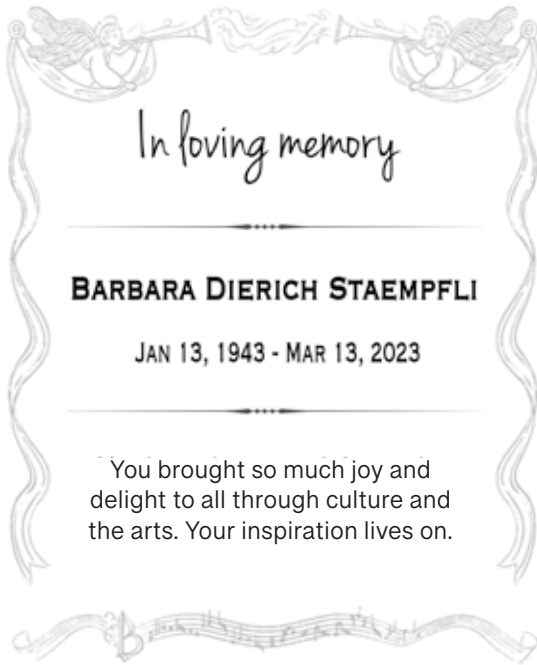 In loving memory
BARBARA DIERICH STAEMPFLI
JAN 13, 1943 - MAR 13, 2023
You brought so much joy and
delight to all through culture and
the arts. Your inspiration lives on.
B